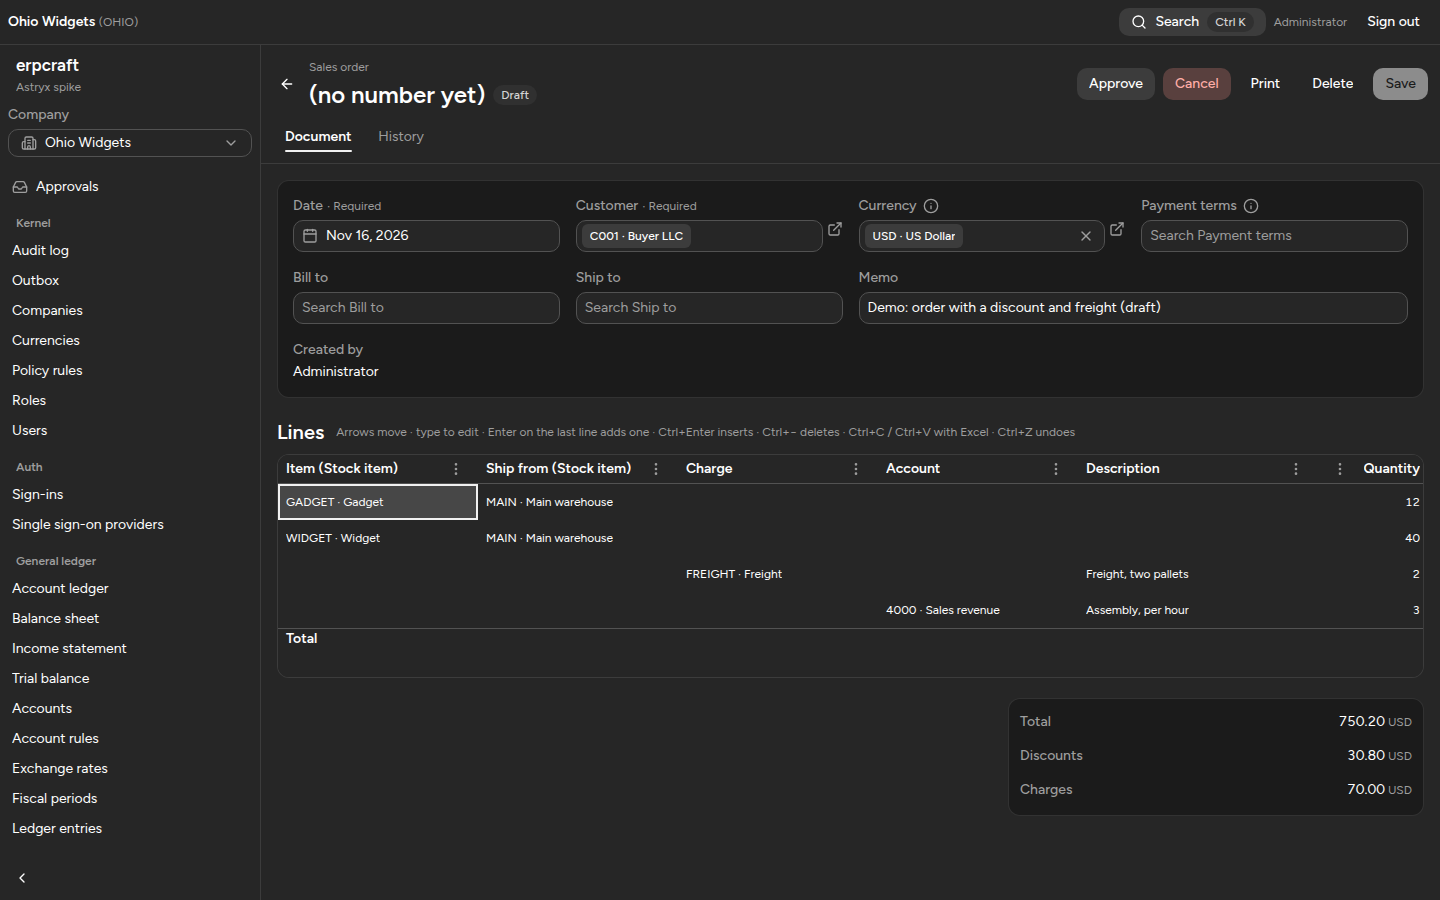 Ohio Widgets (OHIO)
Search Ctrl K Administrator Sign out
erpcraft
Astryx spike
Company
Ohio Widgets
Approvals
Kernel
Audit log
Outbox
Companies
Currencies
Policy rules
Roles
Users
Auth
Sign-ins
Single sign-on providers
General ledger
Account ledger
Balance sheet
Income statement
Trial balance
Accounts
Account rules
Exchange rates
Fiscal periods
Ledger entries
Sales order
(no number yet) Draft
Approve Cancel Print Delete Save
Document History
Date · Required Customer · Required Currency Payment terms
Nov 16, 2026 C001 · Buyer LLC USD · US Dollar Search Payment terms
Bill to Ship to Memo
Search Bill to Search Ship to Demo: order with a discount and freight (draft)
Created by
Administrator
Lines Arrows move · type to edit · Enter on the last line adds one · Ctrl+Enter inserts · Ctrl+− deletes · Ctrl+C / Ctrl+V with Excel · Ctrl+Z undoes
Item (Stock item) Ship from (Stock item) Charge Account Description Quantity
GADGET · Gadget MAIN · Main warehouse 12
WIDGET · Widget MAIN · Main warehouse 40
FREIGHT · Freight Freight, two pallets 2
4000 · Sales revenue Assembly, per hour 3
Total
Total 750.20 USD
Discounts 30.80 USD
Charges 70.00 USD